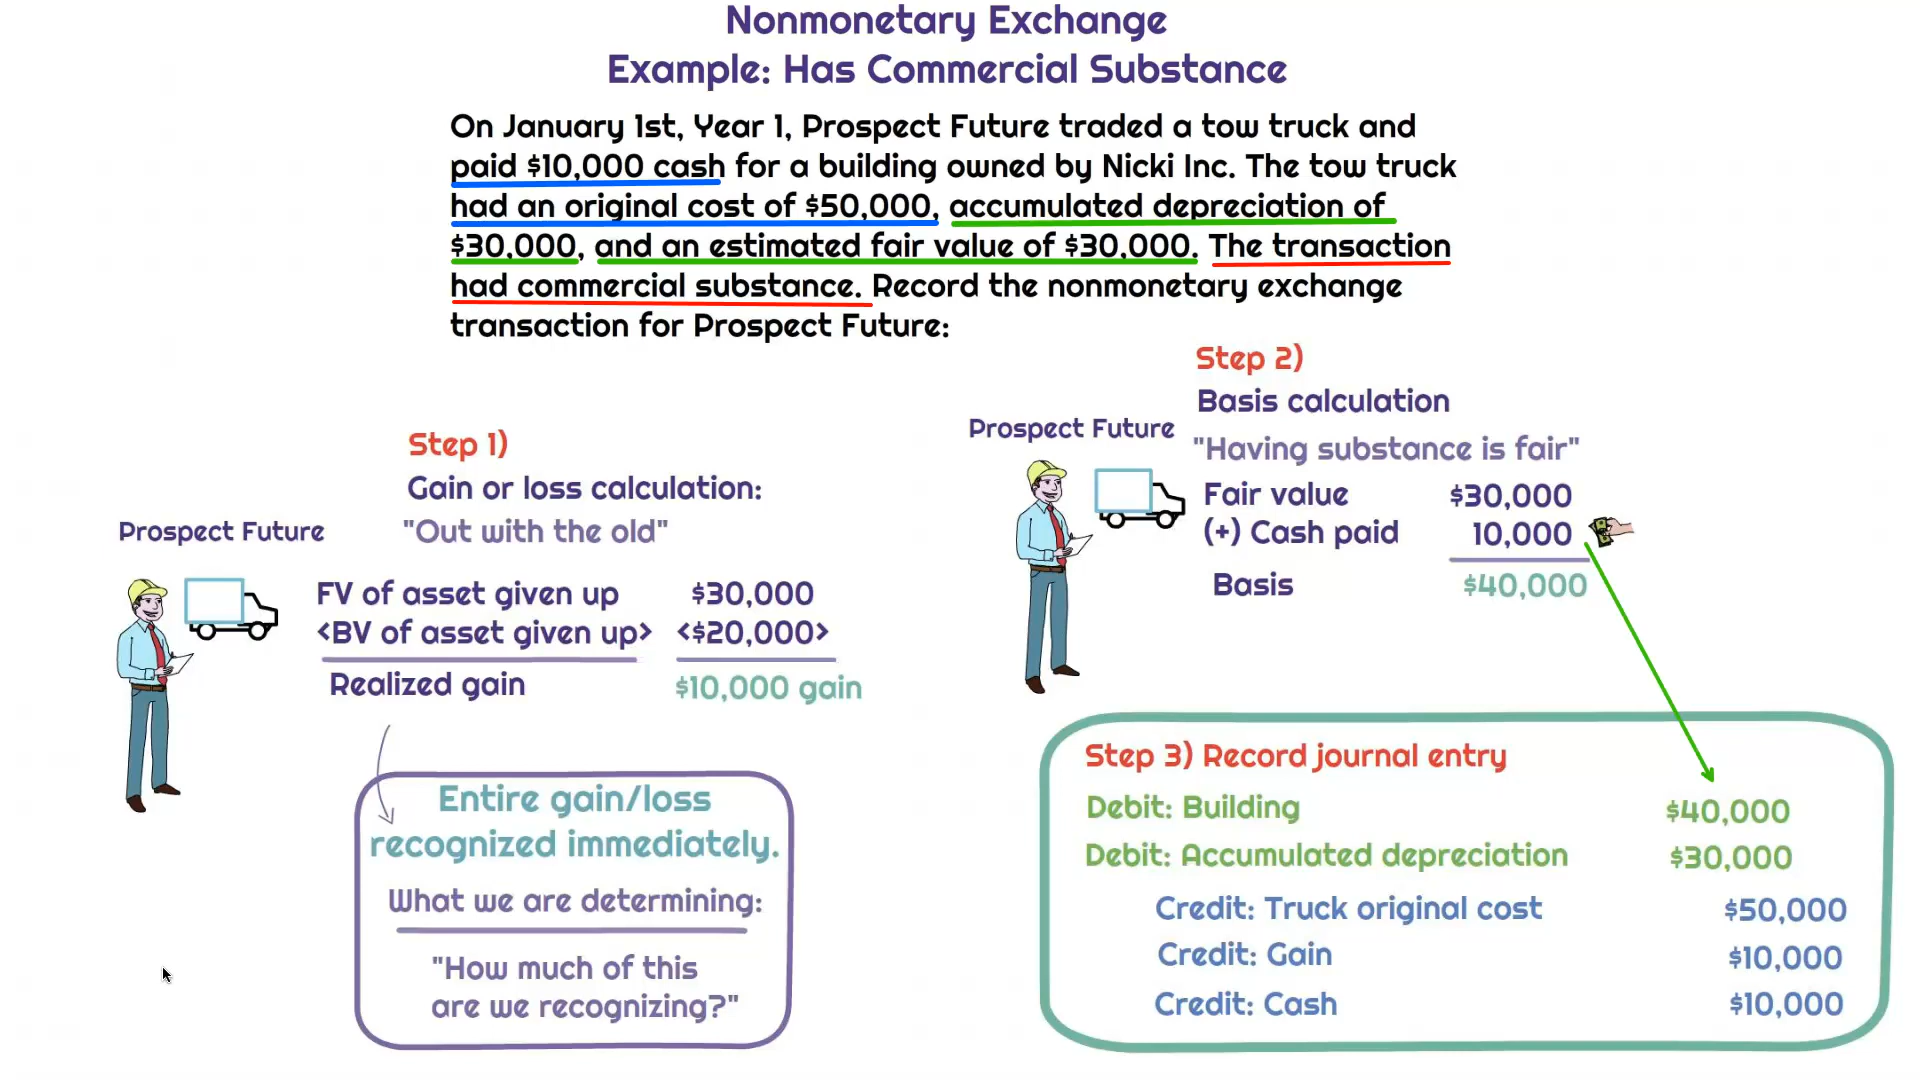 Nonmonetary Exchange
Example: Has Commercial Substance
On January 1st, Year 1, Prospect Future traded a tow truck and
paid $10,000 cash for a building owned by Nicki Inc. The tow truck
had an original cost of $50,000, accumulated depreciation of
$30,000, and an estimated fair value of $30,000. The transaction
had commercial substance. Record the nonmonetary exchange
transaction for Prospect Future:
Step 1)
Gain or loss calculation:
"Out with the old"
Prospect Future
FV of asset given up $30,000
<BV of asset given up> <$20,000>
Realized gain $10,000 gain
Entire gain/loss
recognized immediately.
What we are determining:
"How much of this
are we recognizing?"
Step 2)
Basis calculation
Prospect Future
"Having substance is fair"
Fair value $30,000
(+) Cash paid 10,000
Basis $40,000
Step 3) Record journal entry
Debit: Building $40,000
Debit: Accumulated depreciation $30,000
Credit: Truck original cost $50,000
Credit: Gain $10,000
Credit: Cash $10,000